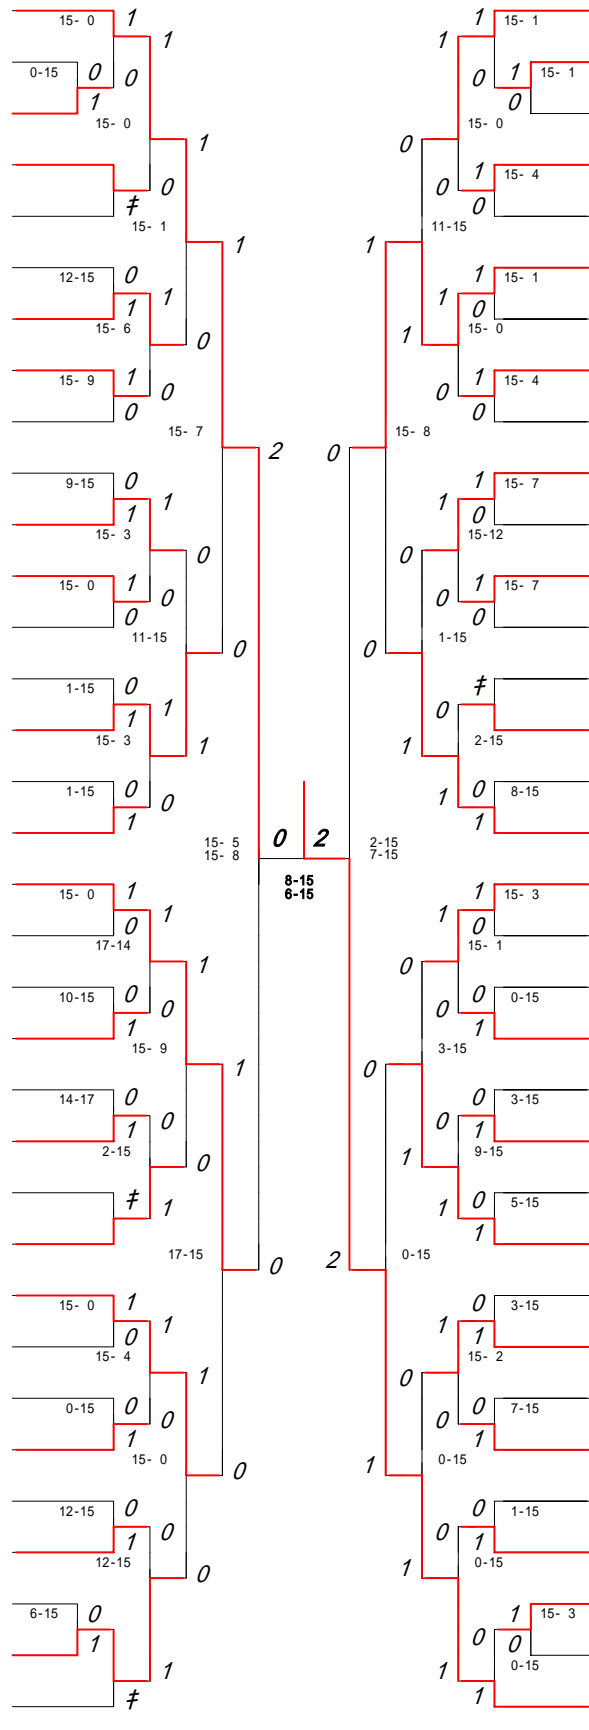 15- 0 1 1 15- 1
1 1
0-15 0 0 0 1 15- 1
1 0
15- 0 1 0 15- 0
0 0 1 15- 4
‡ 0
15- 1 11-15
1 1
12-15 0 1 1 1 15- 1
1 0
15- 6 0 1 15- 0
15- 9 1 0 0 1 15- 4
0 0
15- 7 2 0 15- 8
9-15 0 1 1 1 15- 7
1 0
15- 3 0 0 15-12
15- 0 1 0 0 1 15- 7
0 0
11-15 0 0 1-15
1-15 0 1 0 ‡
1
15- 3 1 1 2-15
1-15 0 0 1 0 8-15
1 1
15- 5 0 2 2-15
15- 8 7-15
8-15
6-15
15- 0 1 1 1 1 15- 3
0 0
17-14 1 0 15- 1
10-15 0 0 0 0 0-15
1 1
15- 9 1 0 3-15
14-17 0 0 0 0 3-15
1 1
2-15 0 1 9-15
‡ 1 1 0 5-15
1
17-15 0 2 0-15
15- 0 1 1 1 0 3-15
0 1
15- 4 1 0 15- 2
0-15 0 0 0 0 7-15
1 1
15- 0 0 1 0-15
12-15 0 0 0 0 1-15
1 1
12-15 0 1 0-15
6-15 0 1 15- 3
1 0 0
1 1 0-15
‡ 1